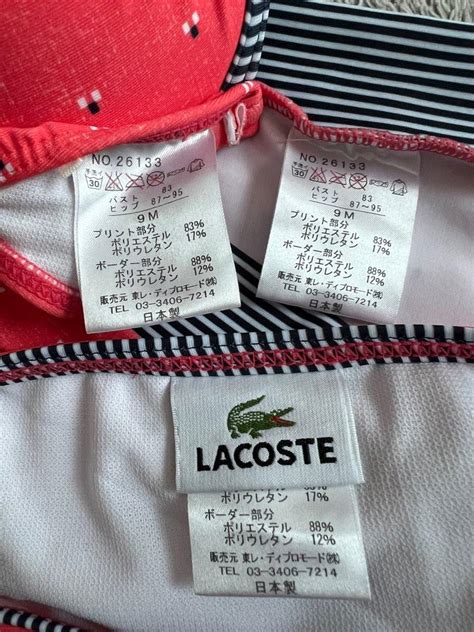 NO.26133
手洗イ
30
バスト 83
ヒップ 87～95
9M
プリント部分
ポリエステル 83%
ポリウレタン 17%
ボーダー部分
ポリエステル 88%
ポリウレタン 12%
販売元 東レ・ディプロモード㈱
TEL 03-3406-7214
日本製
NO.26133
手洗イ
30
バスト 83
ヒップ 87～95
9M
プリント部分
ポリエステル 83%
ポリウレタン 17%
ボーダー部分
ポリエステル 88%
ポリウレタン 12%
販売元 東レ・ディプロモード㈱
TEL 03-3406-7214
日本製
LACOSTE
ポリウレタン 17%
ボーダー部分
ポリエステル 88%
ポリウレタン 12%
販売元 東レ・ディプロモード㈱
TEL 03-3406-7214
日本製